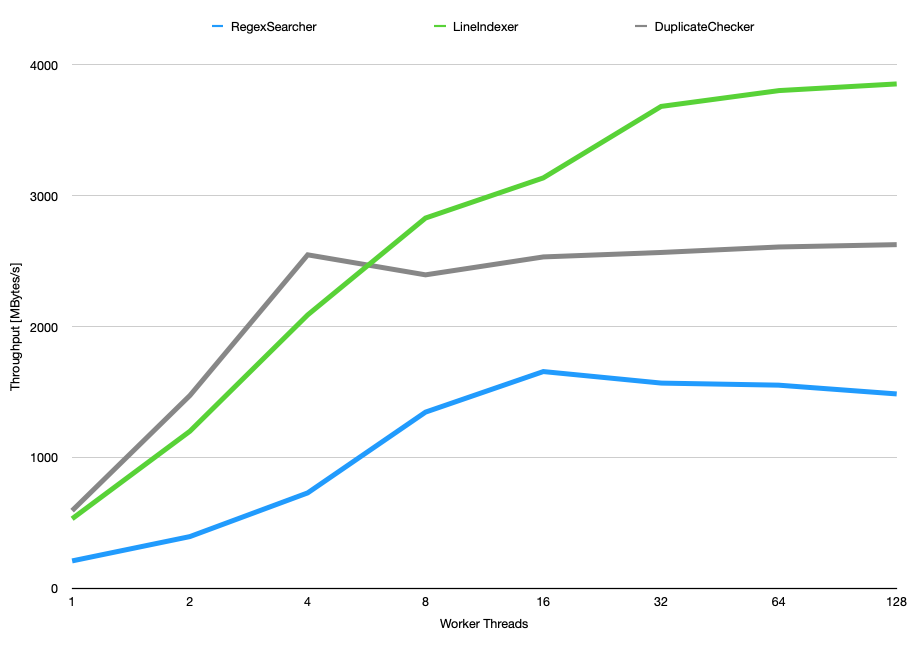 RegexSearcher LineIndexer DuplicateChecker
4000
3000
2000
1000
0
Throughput [MBytes/s]
1 2 4 8 16 32 64 128
Worker Threads